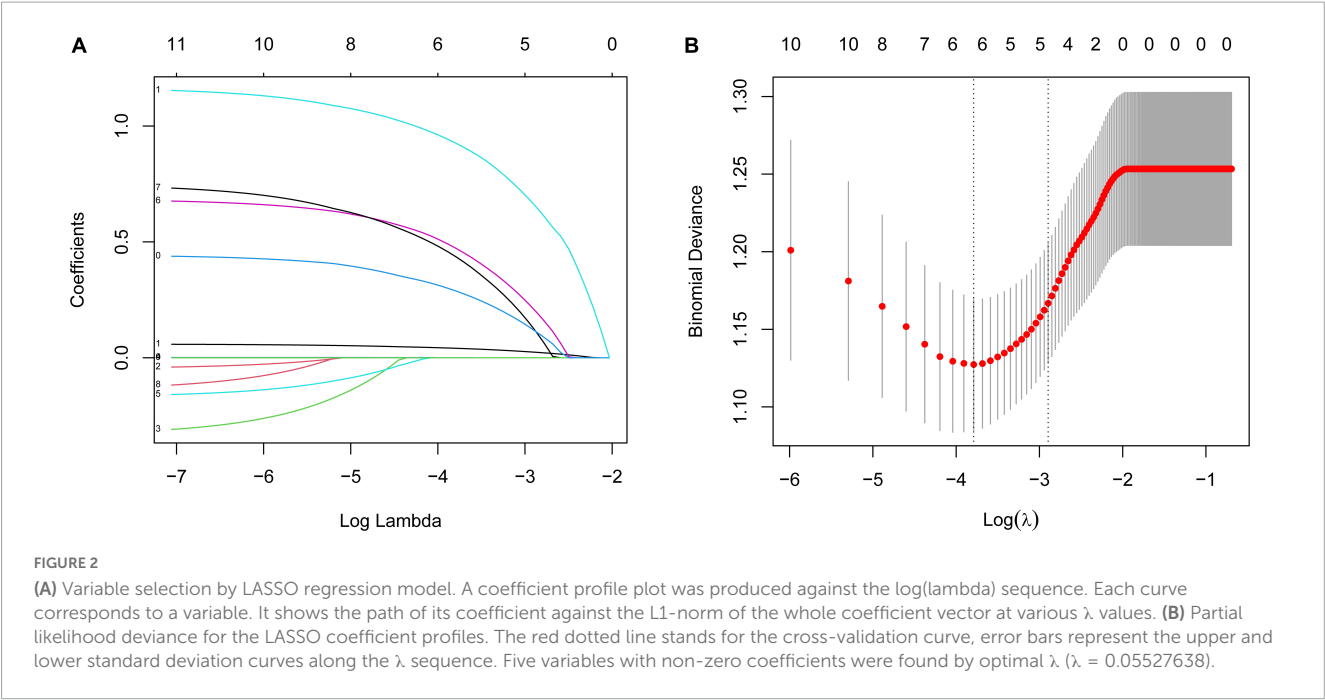 A
11 10 8 6 5 0
Coefficients
1.0
0.5
0.0
1
7
6
0
1
2
8
5
3
−7 −6 −5 −4 −3 −2
Log Lambda
B
10 10 8 7 6 6 5 5 4 2 0 0 0 0 0
Binomial Deviance
1.30
1.25
1.20
1.15
1.10
−6 −5 −4 −3 −2 −1
Log(λ)
FIGURE 2
(A) Variable selection by LASSO regression model. A coefficient profile plot was produced against the log(lambda) sequence. Each curve
corresponds to a variable. It shows the path of its coefficient against the L1-norm of the whole coefficient vector at various λ values. (B) Partial
likelihood deviance for the LASSO coefficient profiles. The red dotted line stands for the cross-validation curve, error bars represent the upper and
lower standard deviation curves along the λ sequence. Five variables with non-zero coefficients were found by optimal λ (λ = 0.05527638).